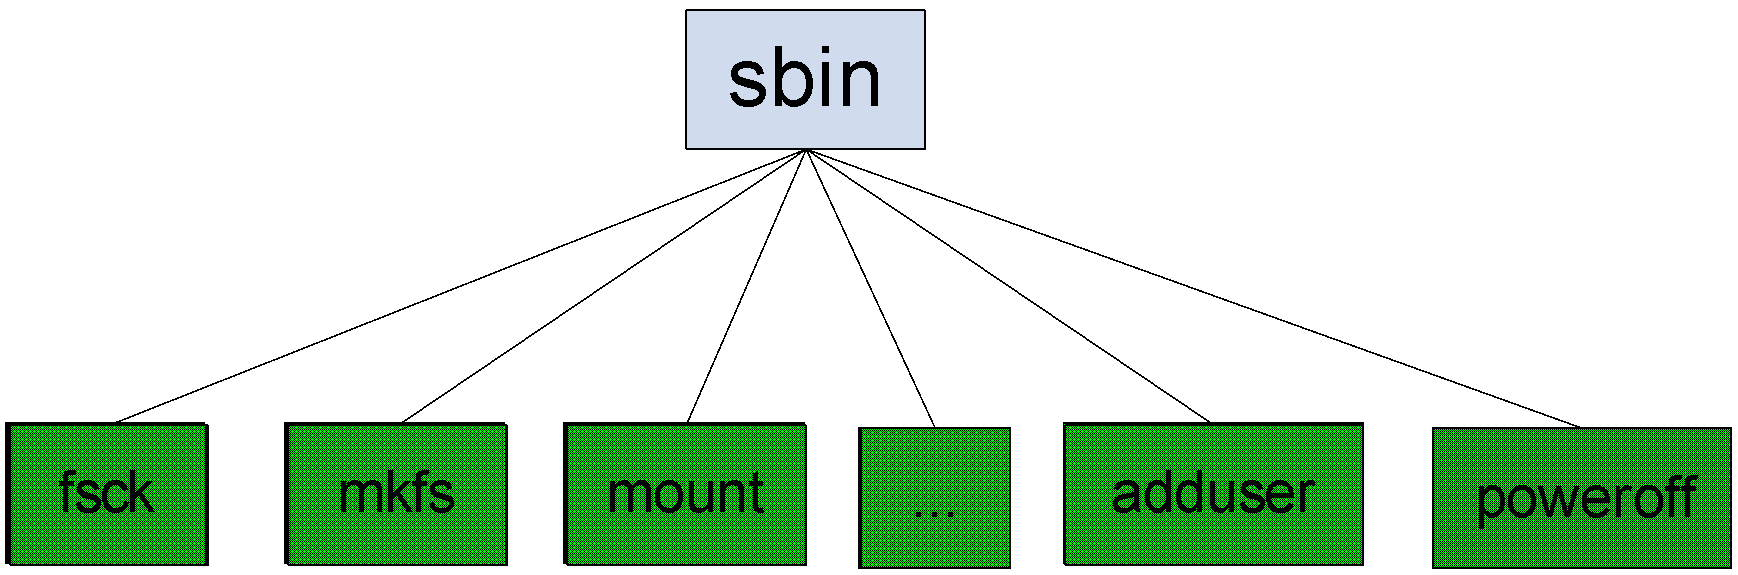 sbin
fsck
mkfs
mount
...
adduser
poweroff